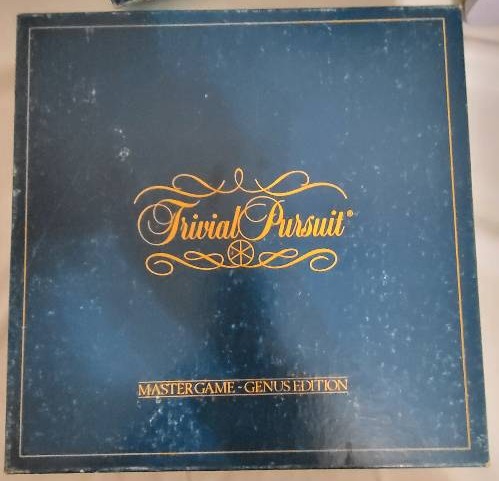 Trivial Pursuit®
MASTER GAME - GENUS EDITION